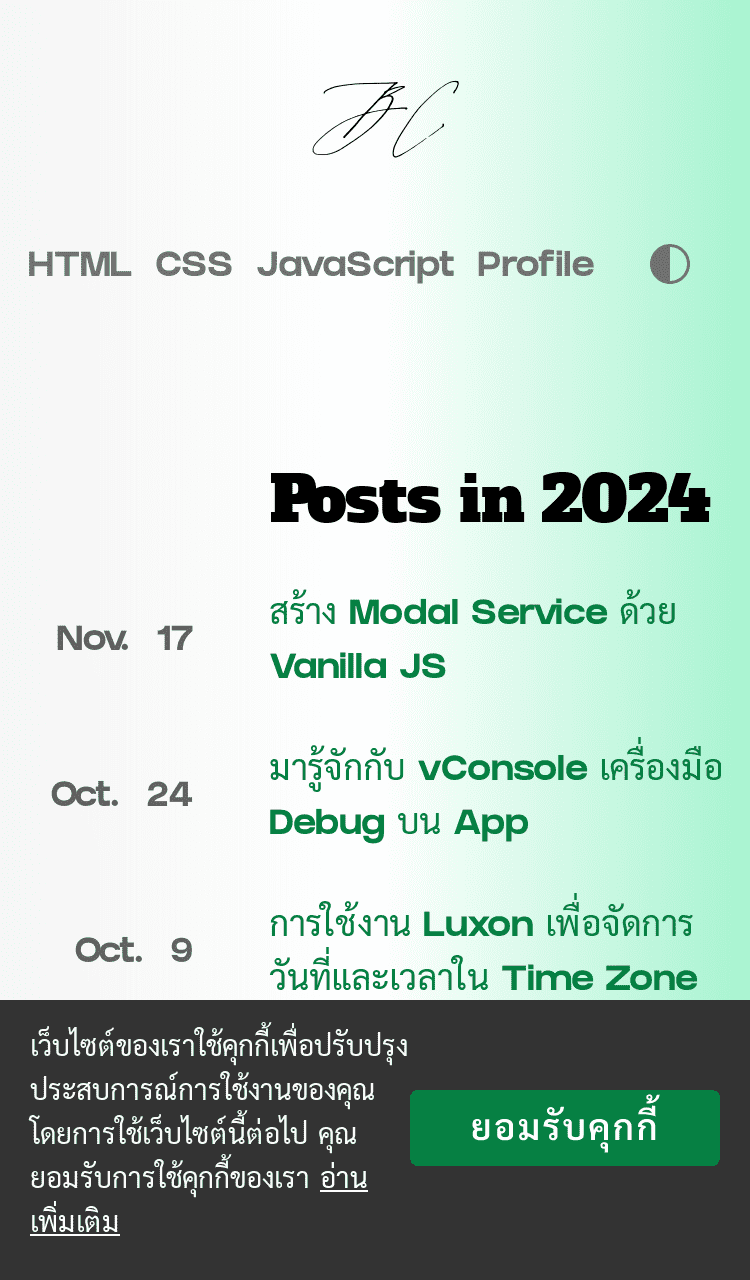 BC
HTML CSS JavaScript Profile
Posts in 2024
Nov. 17
สร้าง Modal Service ด้วย
Vanilla JS
Oct. 24
มารู้จักกับ vConsole เครื่องมือ
Debug บน App
Oct. 9
การใช้งาน Luxon เพื่อจัดการ
วันที่และเวลาใน Time Zone
เว็บไซต์ของเราใช้คุกกี้เพื่อปรับปรุง
ประสบการณ์การใช้งานของคุณ
โดยการใช้เว็บไซต์นี้ต่อไป คุณ
ยอมรับการใช้คุกกี้ของเรา อ่าน
เพิ่มเติม
ยอมรับคุกกี้